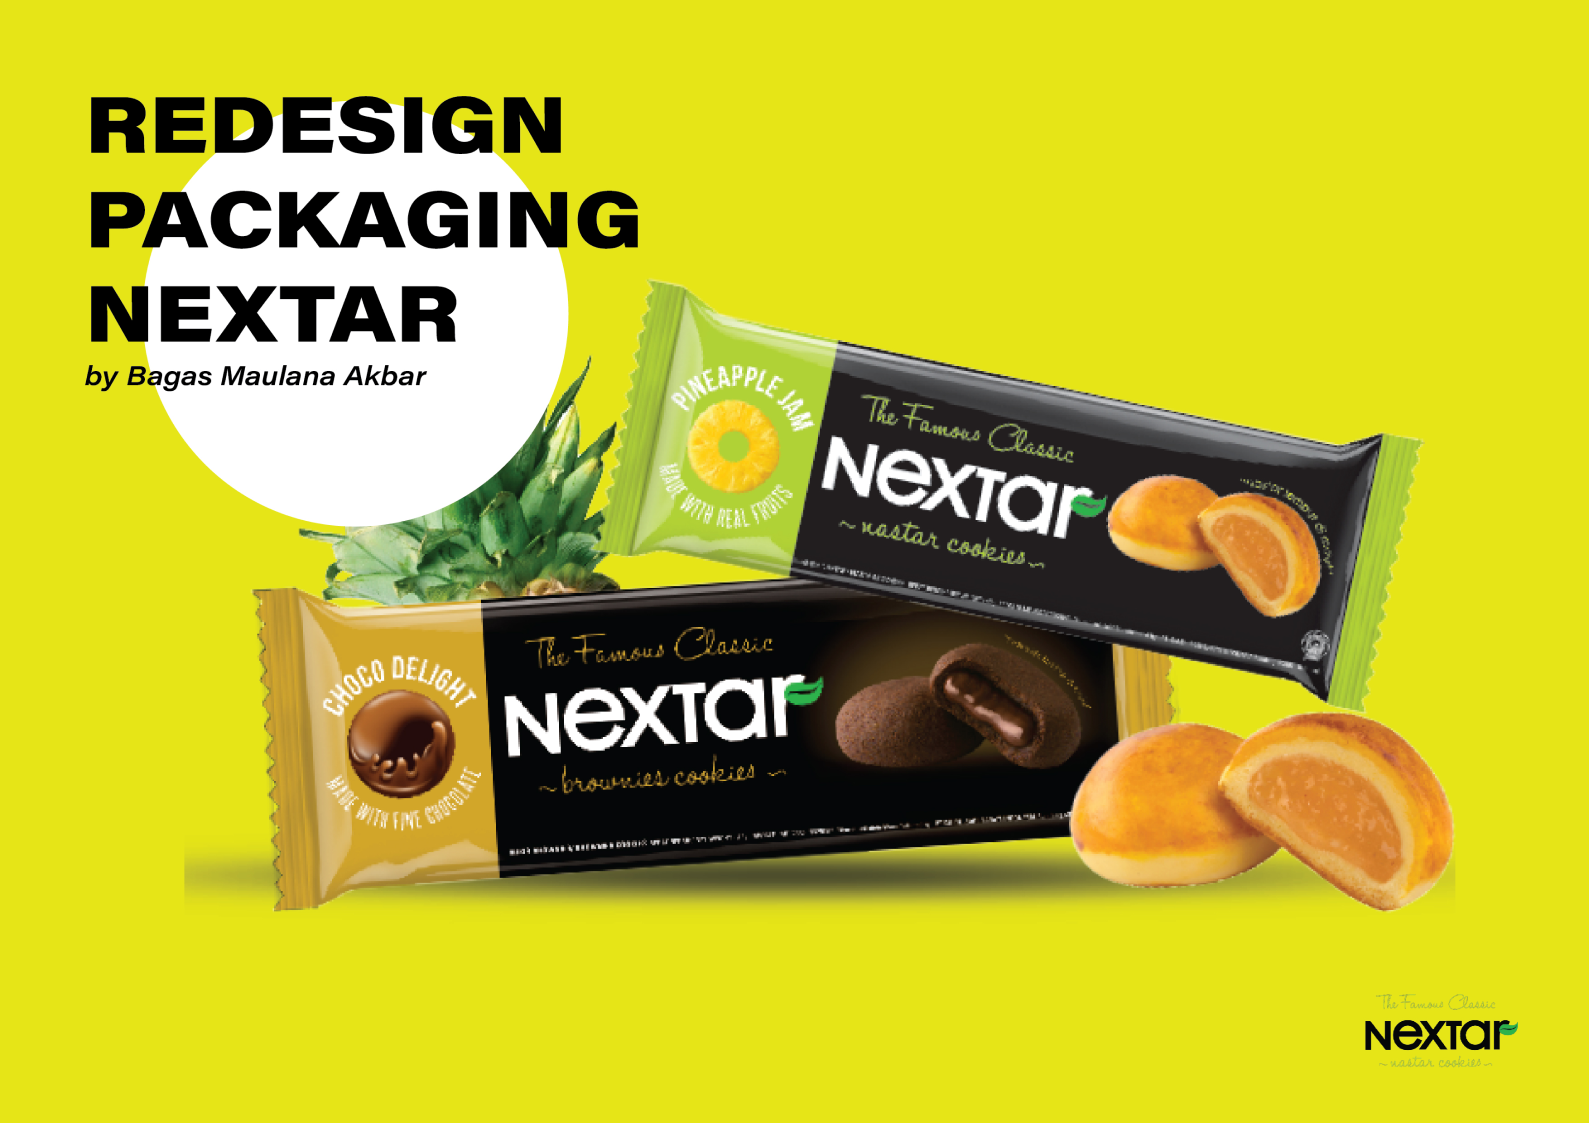 REDESIGN
PACKAGING
NEXTAR
by Bagas Maulana Akbar
PINEAPPLE JAM
MADE WITH REAL FRUITS
The Famous Classic
Nextar
~ nastar cookies ~
CHOCO DELIGHT
MADE WITH FINE CHOCOLATE
The Famous Classic
Nextar
~ brownies cookies ~
The Famous Classic
Nextar
~ nastar cookies ~